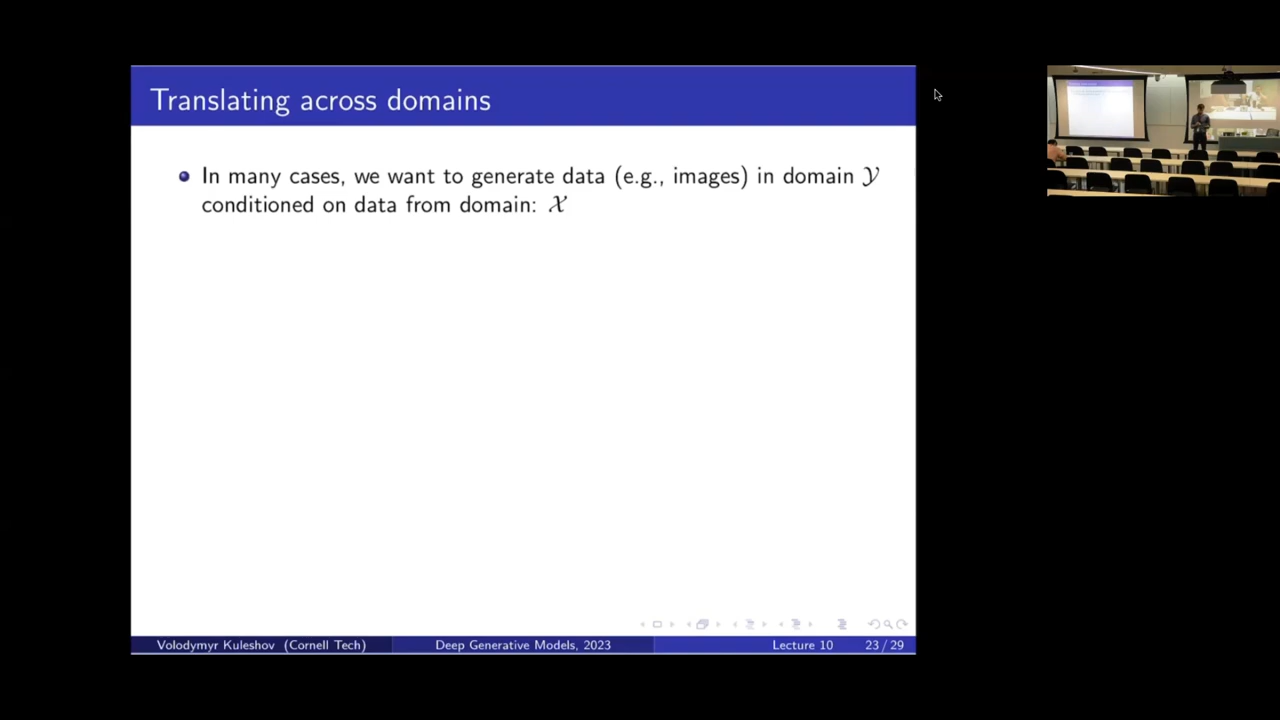 Translating across domains
In many cases, we want to generate data (e.g., images) in domain 𝒴
conditioned on data from domain: 𝒳
Volodymyr Kuleshov (Cornell Tech)
Deep Generative Models, 2023
Lecture 10
23 / 29